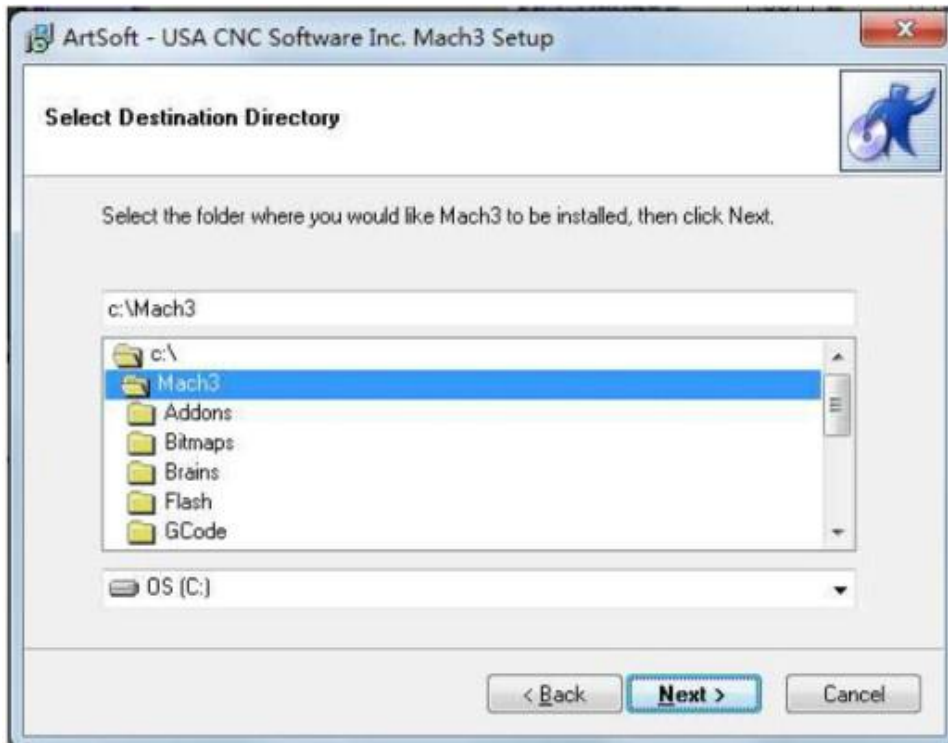 ArtSoft - USA CNC Software Inc. Mach3 Setup
Select Destination Directory
Select the folder where you would like Mach3 to be installed, then click Next.
c:\Mach3
c:\
Mach3
Addons
Bitmaps
Brains
Flash
GCode
OS (C:)
< Back Next > Cancel